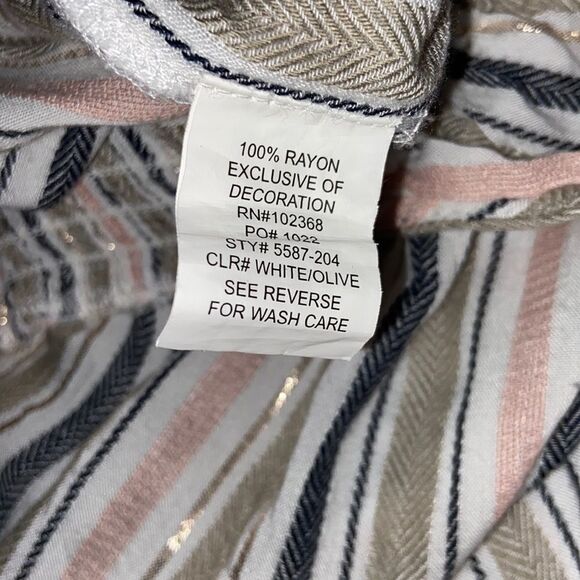 100% RAYON
EXCLUSIVE OF
DECORATION
RN#102368
PO# 1022
STY# 5587-204
CLR# WHITE/OLIVE
SEE REVERSE
FOR WASH CARE